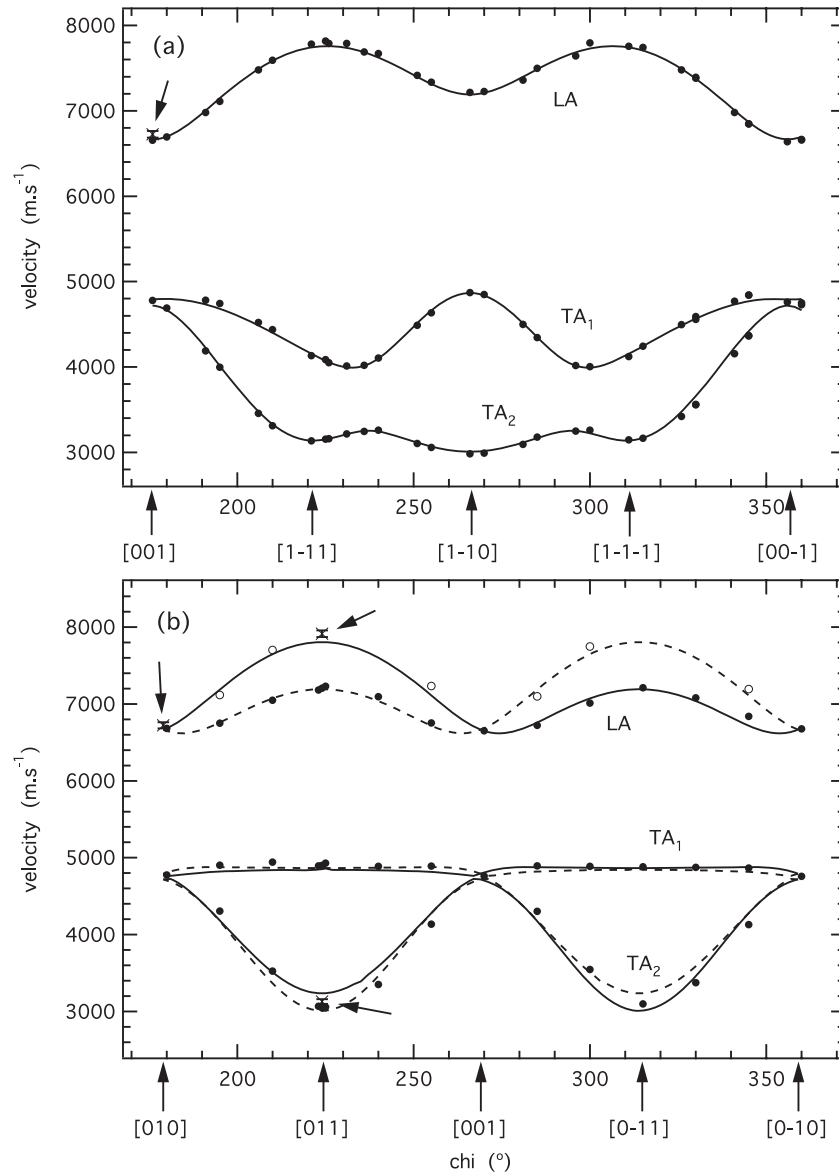 8000
(a)
7000
LA
6000
velocity (m.s⁻¹)
5000
TA₁
4000
TA₂
3000
200 250 300 350
[001] [1-11] [1-10] [1-1-1] [00-1]
(b)
8000
7000
LA
6000
velocity (m.s⁻¹)
5000
TA₁
4000
TA₂
3000
200 250 300 350
[010] [011] [001] [0-11] [0-10]
chi (°)